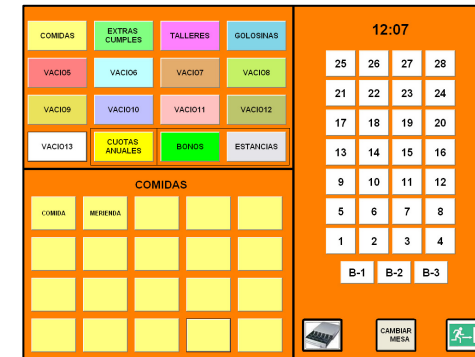 COMIDAS
EXTRAS
CUMPLES
TALLERES
GOLOSINAS
VACIO5
VACIO6
VACIO7
VACIO8
VACIO9
VACIO10
VACIO11
VACIO12
VACIO13
CUOTAS
ANUALES
BONOS
ESTANCIAS
COMIDAS
COMIDA
MERIENDA
12:07
25 26 27 28
21 22 23 24
17 18 19 20
13 14 15 16
9 10 11 12
5 6 7 8
1 2 3 4
B-1 B-2 B-3
CAMBIAR
MESA